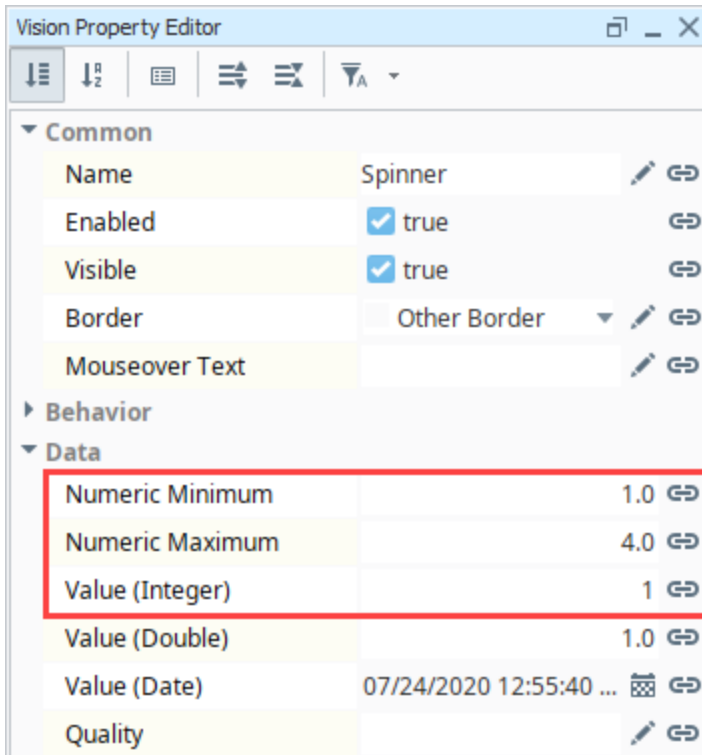 Vision Property Editor
Common
Name Spinner
Enabled true
Visible true
Border Other Border
Mouseover Text
Behavior
Data
Numeric Minimum 1.0
Numeric Maximum 4.0
Value (Integer) 1
Value (Double) 1.0
Value (Date) 07/24/2020 12:55:40 ...
Quality